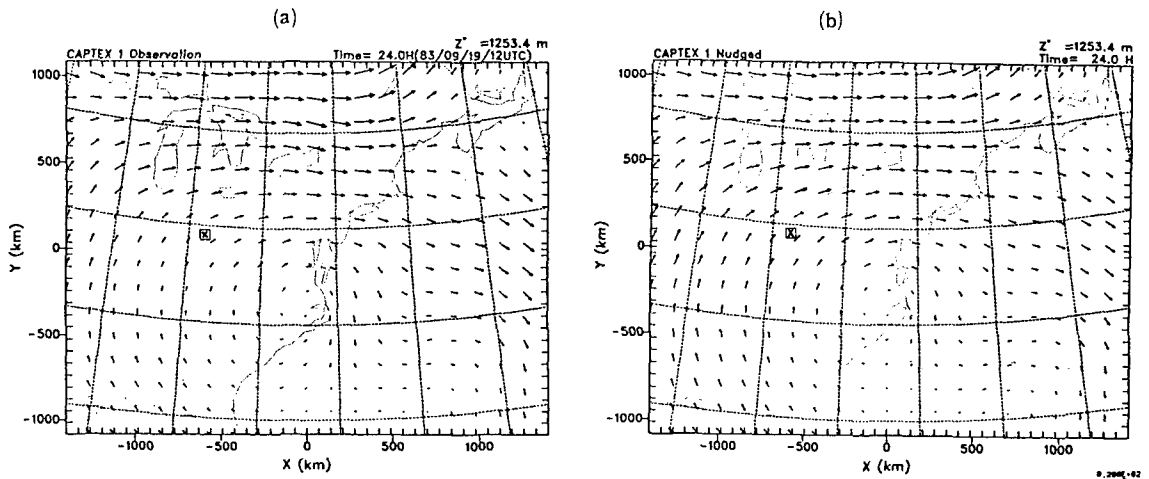 (a)
(b)
Z* =1253.4 m
CAPTEX 1 Observation Time= 24.0H(83/09/19/12UTC)
Z* =1253.4 m
CAPTEX 1 Nudged Time= 24.0 H
1000
500
0
-500
-1000
Y (km)
-1000 -500 0 500 1000
X (km)
1000
500
0
-500
-1000
Y (km)
-1000 -500 0 500 1000
X (km)